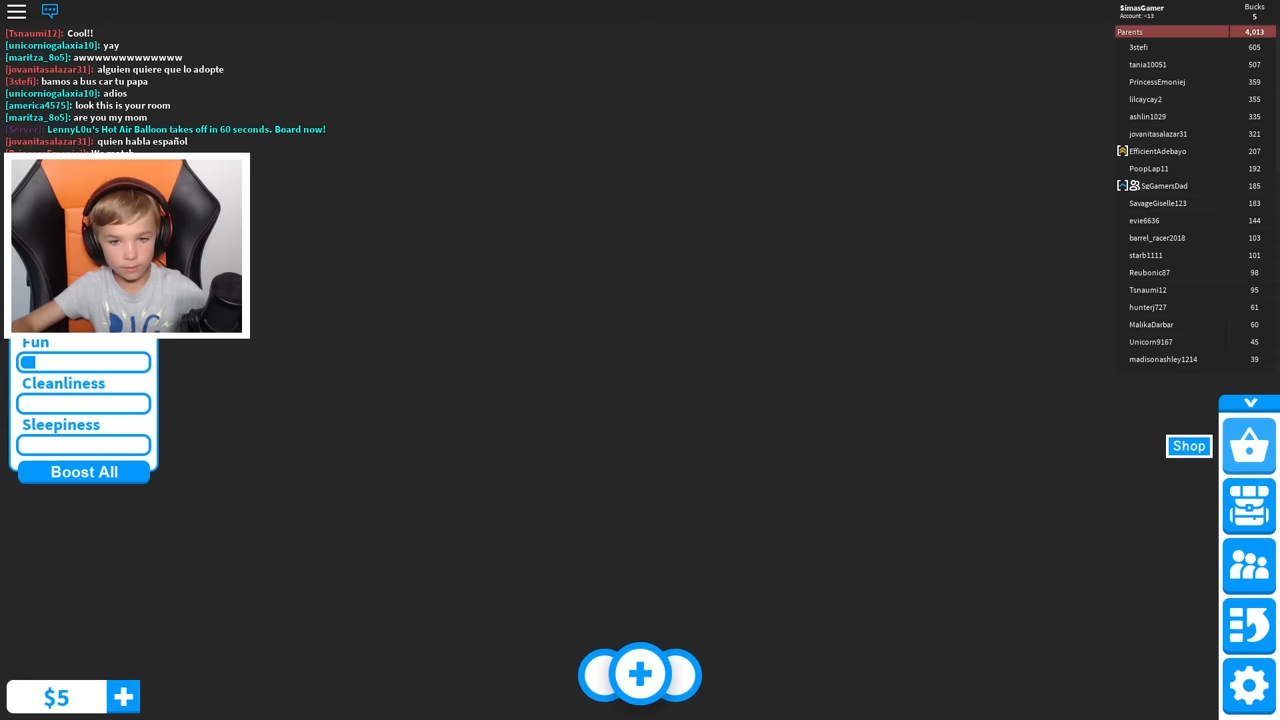 [Tsnaumi12]: Cool!!
[unicorniogalaxia10]: yay
[maritza_8o5]: awwwwwwwwwwwwwww
[jovanitasalazar31]: alguien quiere que lo adopte
[3stefi]: bamos a bus car tu papa
[unicorniogalaxia10]: adios
[america4575]: look this is your room
[maritza_8o5]: are you my mom
[Server]: LennyL0u's Hot Air Balloon takes off in 60 seconds. Board now!
[jovanitasalazar31]: quien habla español
SimasGamer
Account: <13
Bucks
5
Parents 4,013
3stefi 605
tania10051 507
PrincessEmoniej 359
lilcaycay2 355
ashlin1029 335
jovanitasalazar31 321
EfficientAdebayo 207
PoopLap11 192
SgGamersDad 185
SavageGiselle123 183
evie6636 144
barrel_racer2018 103
starb1111 101
Reubonic87 98
Tsnaumi12 95
hunterj727 61
MalikaDarbar 60
Unicorn9167 45
madisonashley1214 39
Fun
Cleanliness
Sleepiness
Boost All
Shop
$5